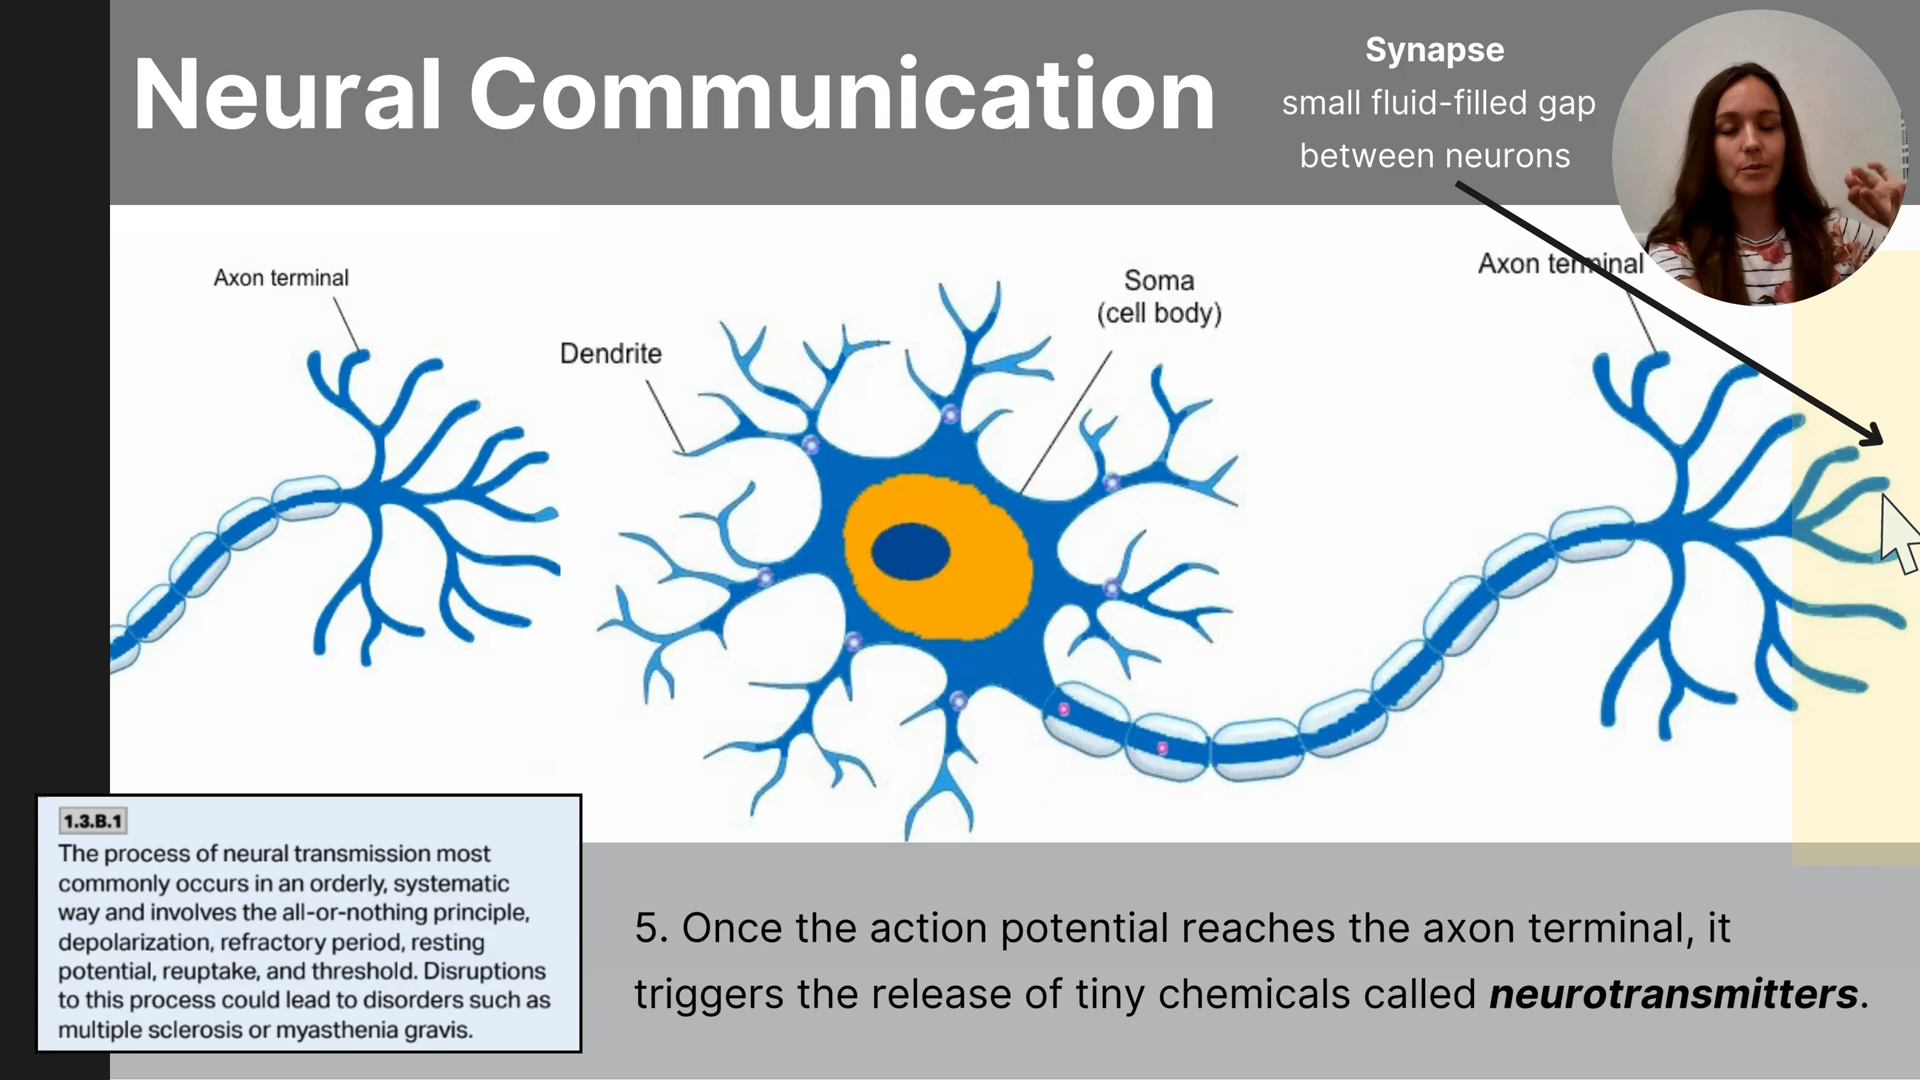 Neural Communication
Synapse
small fluid-filled gap
between neurons
Axon terminal
Dendrite
Soma
(cell body)
Axon terminal
1.3.B.1
The process of neural transmission most
commonly occurs in an orderly, systematic
way and involves the all-or-nothing principle,
depolarization, refractory period, resting
potential, reuptake, and threshold. Disruptions
to this process could lead to disorders such as
multiple sclerosis or myasthenia gravis.
5. Once the action potential reaches the axon terminal, it
triggers the release of tiny chemicals called neurotransmitters.